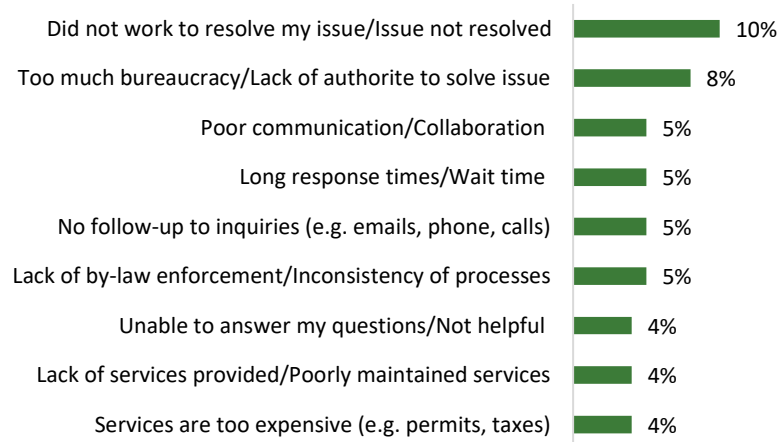 Did not work to resolve my issue/Issue not resolved 10%
Too much bureaucracy/Lack of authorite to solve issue 8%
Poor communication/Collaboration 5%
Long response times/Wait time 5%
No follow-up to inquiries (e.g. emails, phone, calls) 5%
Lack of by-law enforcement/Inconsistency of processes 5%
Unable to answer my questions/Not helpful 4%
Lack of services provided/Poorly maintained services 4%
Services are too expensive (e.g. permits, taxes) 4%